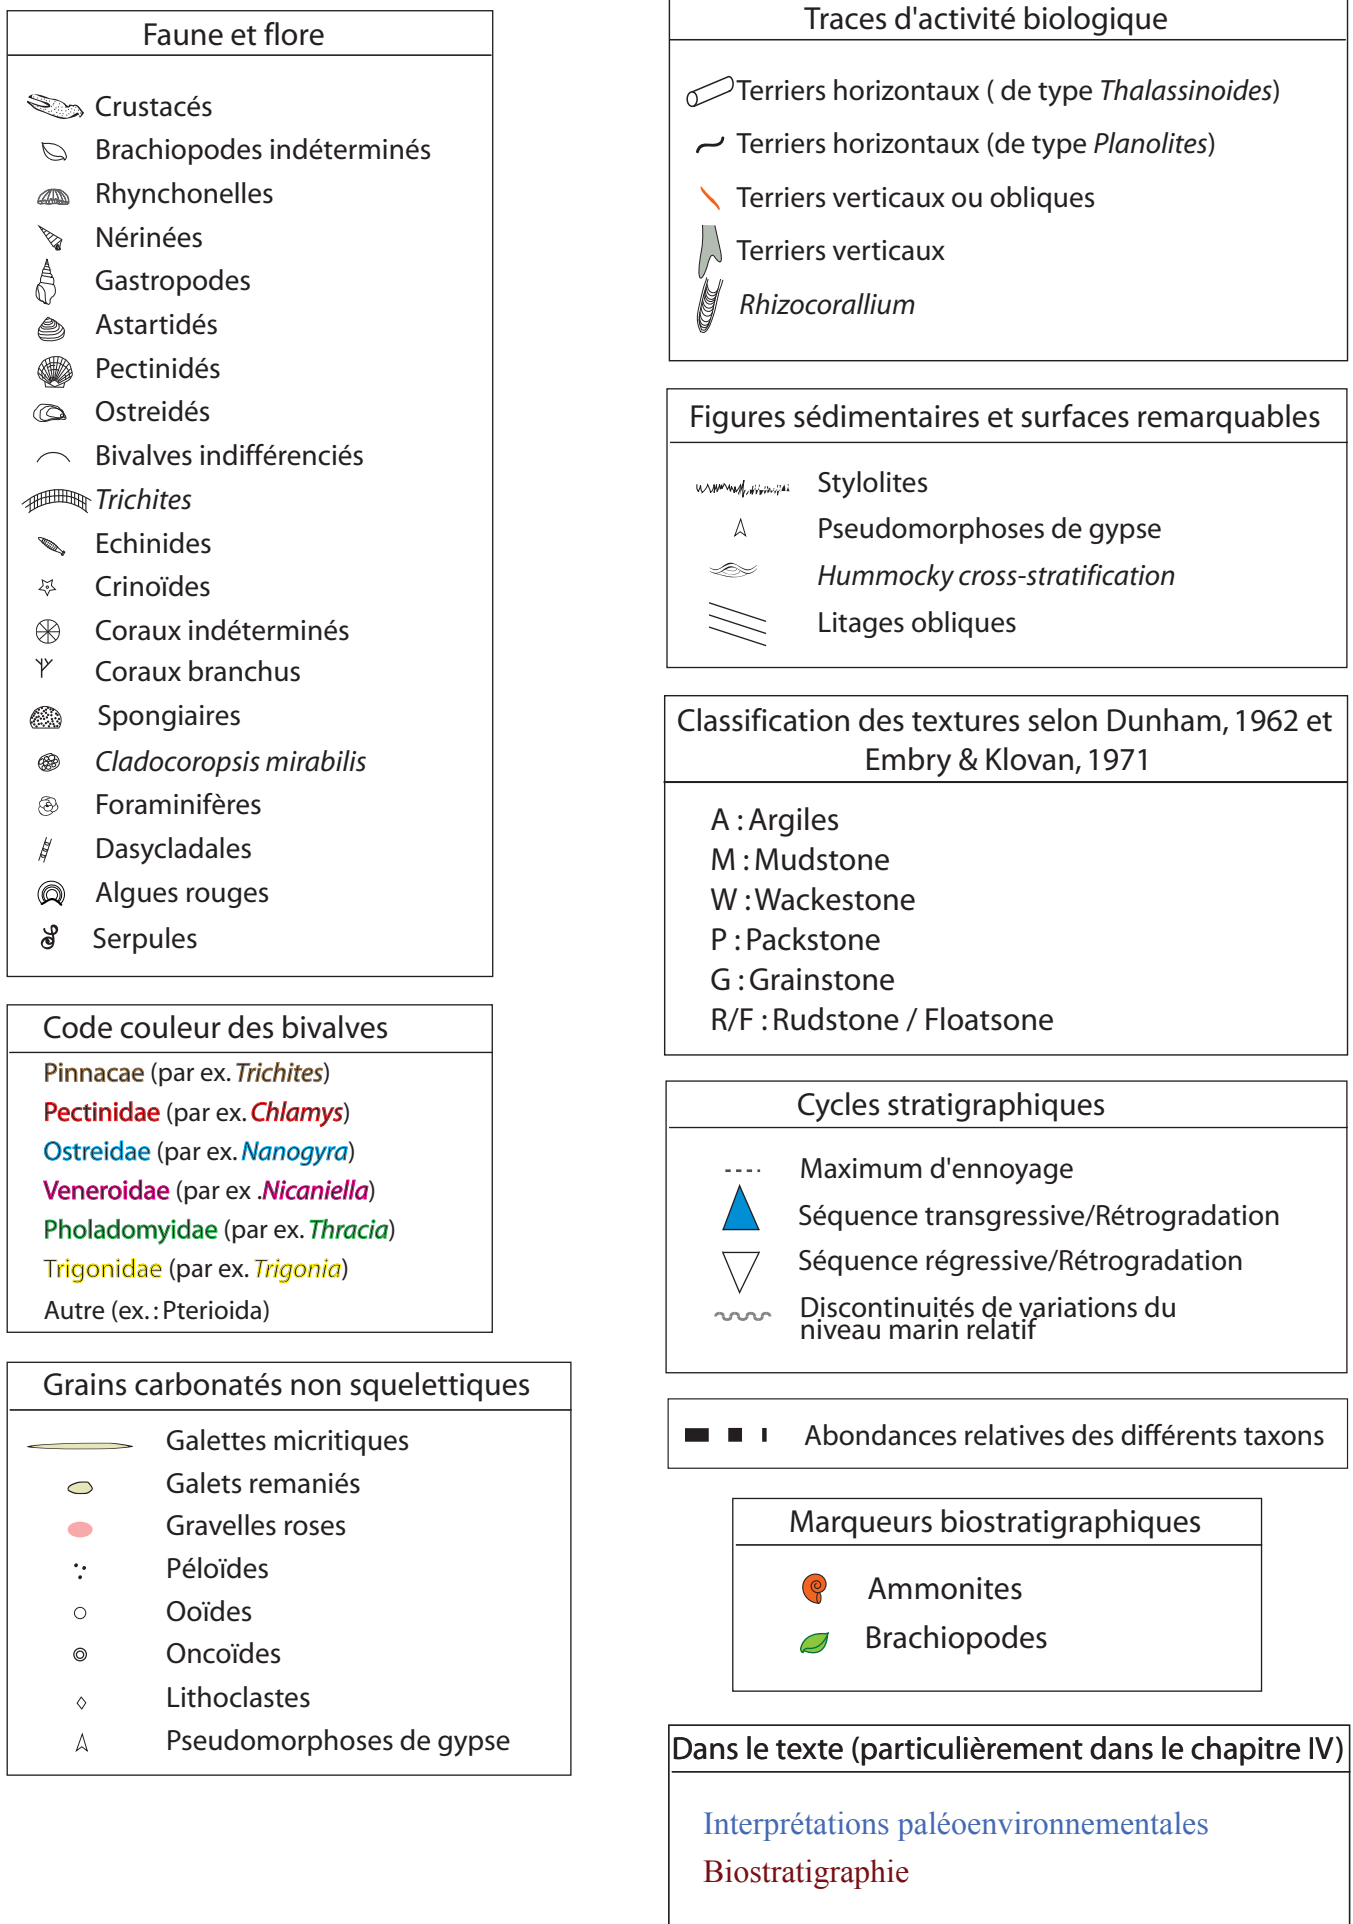 Faune et flore
Crustacés
Brachiopodes indéterminés
Rhynchonelles
Nérinées
Gastropodes
Astartidés
Pectinidés
Ostreidés
Bivalves indifférenciés
Trichites
Echinides
Crinoïdes
Coraux indéterminés
Coraux branchus
Spongiaires
Cladocoropsis mirabilis
Foraminifères
Dasycladales
Algues rouges
Serpules
Code couleur des bivalves
Pinnacae (par ex. Trichites)
Pectinidae (par ex. Chlamys)
Ostreidae (par ex. Nanogyra)
Veneroidae (par ex .Nicaniella)
Pholadomyidae (par ex. Thracia)
Trigonidae (par ex. Trigonia)
Autre (ex. : Pterioida)
Grains carbonatés non squelettiques
Galettes micritiques
Galets remaniés
Gravelles roses
Péloïdes
Ooïdes
Oncoïdes
Lithoclastes
Pseudomorphoses de gypse
Traces d'activité biologique
Terriers horizontaux ( de type Thalassinoides)
Terriers horizontaux (de type Planolites)
Terriers verticaux ou obliques
Terriers verticaux
Rhizocorallium
Figures sédimentaires et surfaces remarquables
Stylolites
Pseudomorphoses de gypse
Hummocky cross-stratification
Litages obliques
Classification des textures selon Dunham, 1962 et
Embry & Klovan, 1971
A : Argiles
M : Mudstone
W : Wackestone
P : Packstone
G : Grainstone
R/F : Rudstone / Floatsone
Cycles stratigraphiques
Maximum d'ennoyage
Séquence transgressive/Rétrogradation
Séquence régressive/Rétrogradation
Discontinuités de variations du
niveau marin relatif
Abondances relatives des différents taxon
Marqueurs biostratigraphiques
Ammonites
Brachiopodes
Dans le texte (particulièrement dans le chapitre IV)
Interprétations paléoenvironnementales
Biostratigraphie